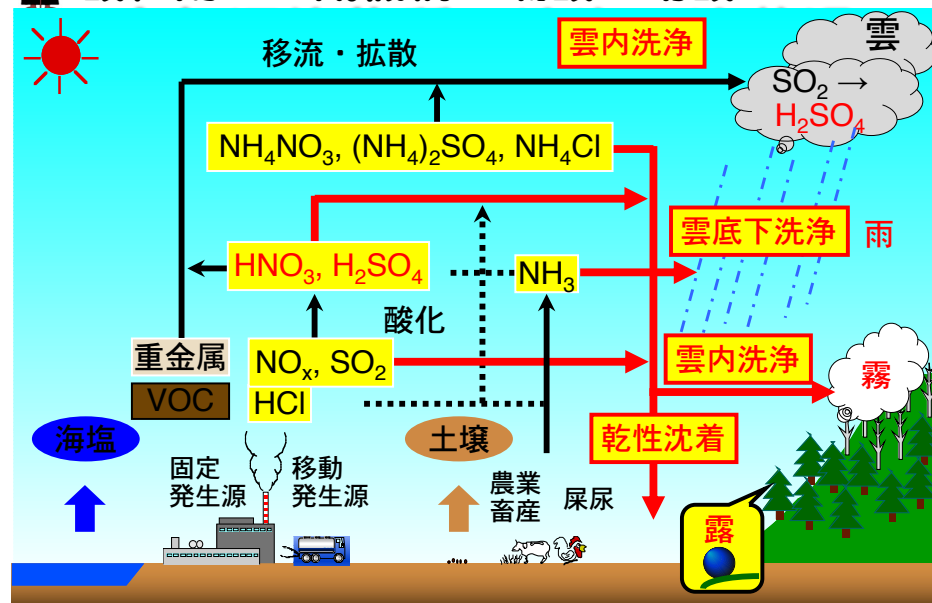 移流・拡散
雲内洗浄
雲
SO₂ →
H₂SO₄
NH₄NO₃, (NH₄)₂SO₄, NH₄Cl
雲底下洗浄
雨
HNO₃, H₂SO₄
NH₃
酸化
重金属
NOₓ, SO₂
雲内洗浄
霧
VOC
HCl
海塩
土壌
乾性沈着
固定
発生源
移動
発生源
農業
畜産
屎尿
露